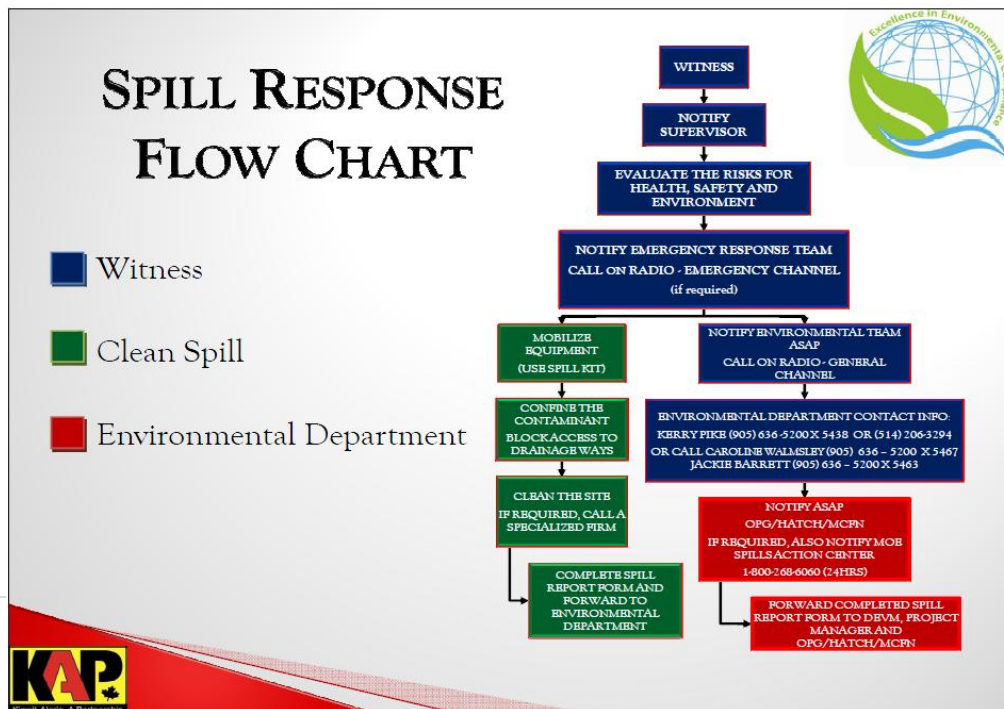 Excellence in Environmental
SPILL RESPONSE
FLOW CHART
Witness
Clean Spill
Environmental Department
WITNESS
NOTIFY
SUPERVISOR
EVALUATE THE RISKS FOR
HEALTH, SAFETY AND
ENVIRONMENT
NOTIFY EMERGENCY RESPONSE TEAM
CALL ON RADIO - EMERGENCY CHANNEL
(if required)
MOBILIZE
EQUIPMENT
(USE SPILL KIT)
CONFINE THE
CONTAMINANT
BLOCK ACCESS TO
DRAINAGE WAYS
CLEAN THE SITE
IF REQUIRED, CALL A
SPECIALIZED FIRM
COMPLETE SPILL
REPORT FORM AND
FORWARD TO
ENVIRONMENTAL
DEPARTMENT
NOTIFY ENVIRONMENTAL TEAM
ASAP
CALL ON RADIO - GENERAL
CHANNEL
ENVIRONMENTAL DEPARTMENT CONTACT INFO:
KERRY PIKE (905) 636 -5200 X 5438 OR (514) 206-3294
OR CALL CAROLINE WALMSLEY (905) 636 – 5200 X 5467
JACKIE BARRETT (905) 636 – 5200 X 5463
NOTIFY ASAP
OPG/HATCH/MCFN
IF REQUIRED, ALSO NOTIFY MOE
SPILLS ACTION CENTER
1-800-268-6060 (24HRS)
FORWARD COMPLETED SPILL
REPORT FORM TO DEVM, PROJECT
MANAGER AND
OPG/HATCH/MCFN
KAP